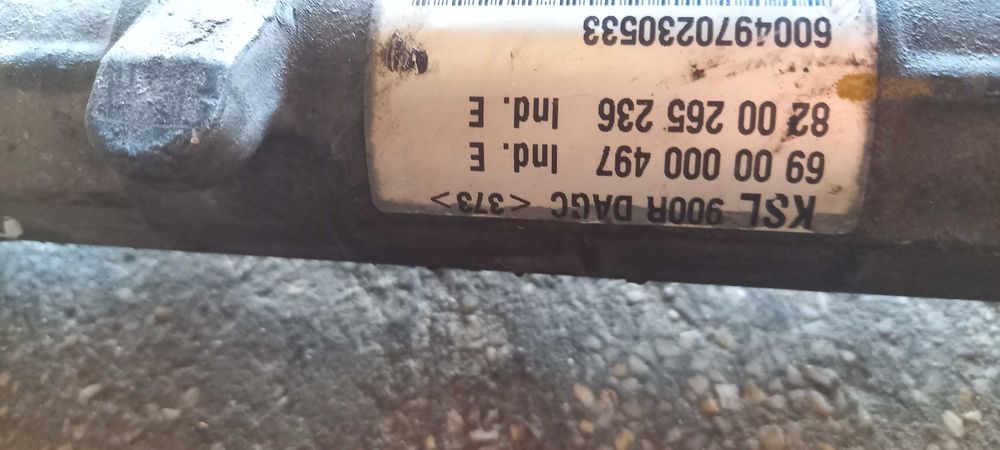 KSL 900R DAGC <373>
69 00 000 497 Ind. E
82 00 265 236 Ind. E
6004970230533